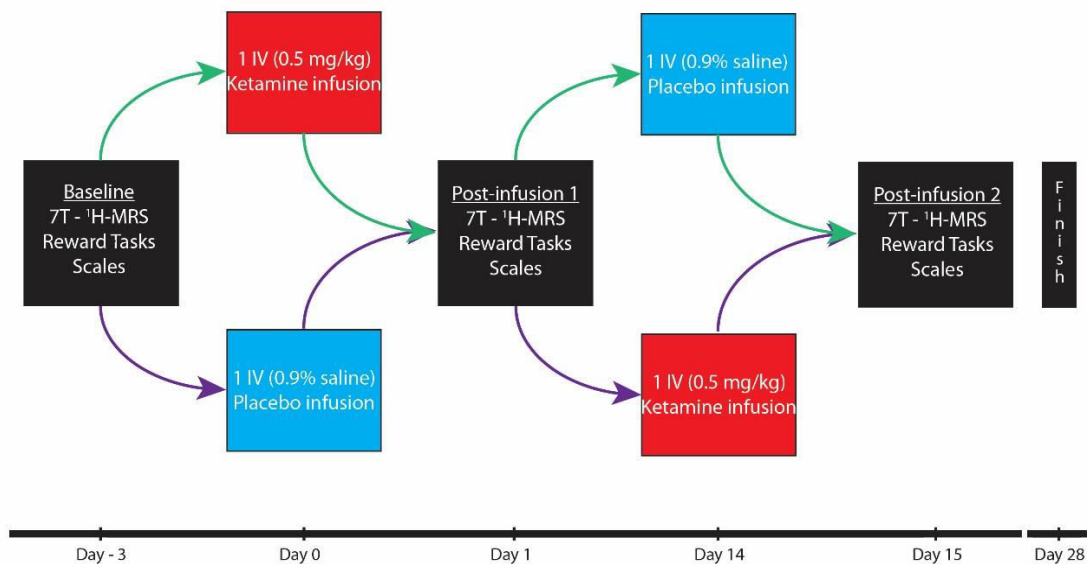 1 IV (0.5 mg/kg)
Ketamine infusion
1 IV (0.9% saline)
Placebo infusion
Baseline
7T - ¹H-MRS
Reward Tasks
Scales
Post-infusion 1
7T - ¹H-MRS
Reward Tasks
Scales
Post-infusion 2
7T - ¹H-MRS
Reward Tasks
Scales
Finish
1 IV (0.9% saline)
Placebo infusion
1 IV (0.5 mg/kg)
Ketamine infusion
Day - 3
Day 0
Day 1
Day 14
Day 15
Day 28